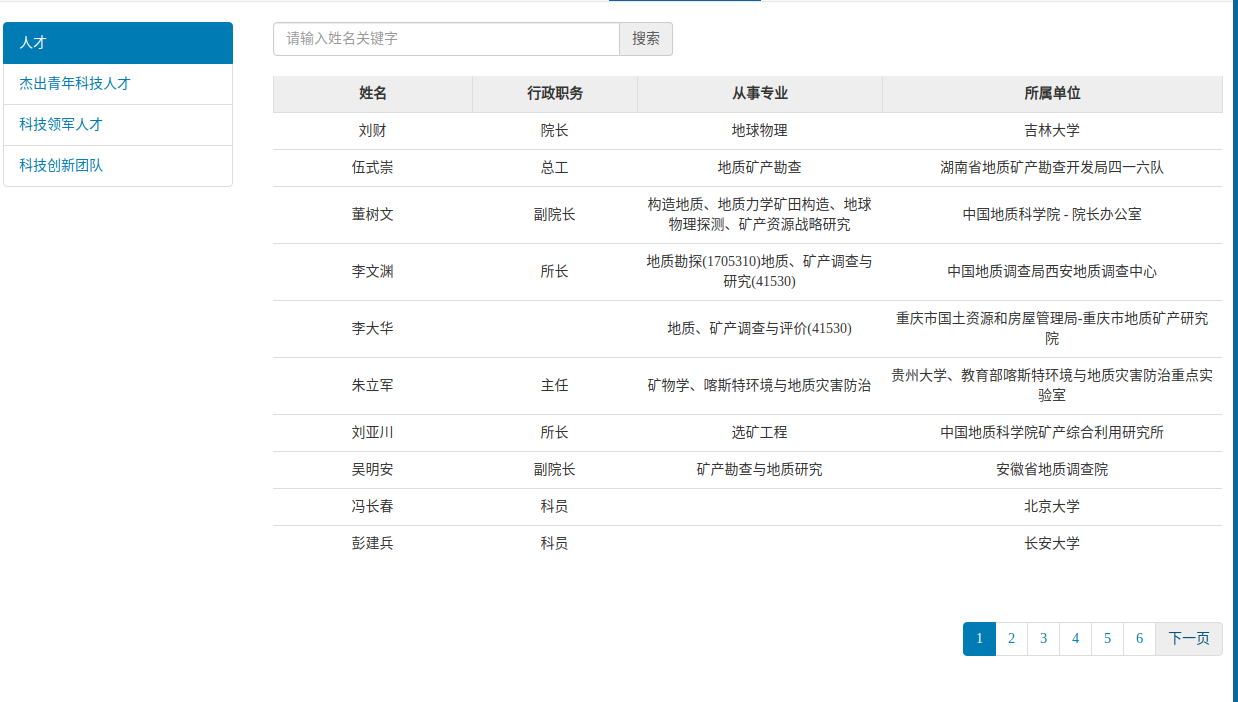 人才
杰出青年科技人才
科技领军人才
科技创新团队
请输入姓名关键字 搜索
姓名 行政职务 从事专业 所属单位
刘财 院长 地球物理 吉林大学
伍式崇 总工 地质矿产勘查 湖南省地质矿产勘查开发局四一六队
董树文 副院长 构造地质、地质力学矿田构造、地球
物理探测、矿产资源战略研究 中国地质科学院 - 院长办公室
李文渊 所长 地质勘探(1705310)地质、矿产调查与
研究(41530) 中国地质调查局西安地质调查中心
李大华 地质、矿产调查与评价(41530) 重庆市国土资源和房屋管理局-重庆市地质矿产研究
院
朱立军 主任 矿物学、喀斯特环境与地质灾害防治 贵州大学、教育部喀斯特环境与地质灾害防治重点实
验室
刘亚川 所长 选矿工程 中国地质科学院矿产综合利用研究所
吴明安 副院长 矿产勘查与地质研究 安徽省地质调查院
冯长春 科员 北京大学
彭建兵 科员 长安大学
1 2 3 4 5 6 下一页